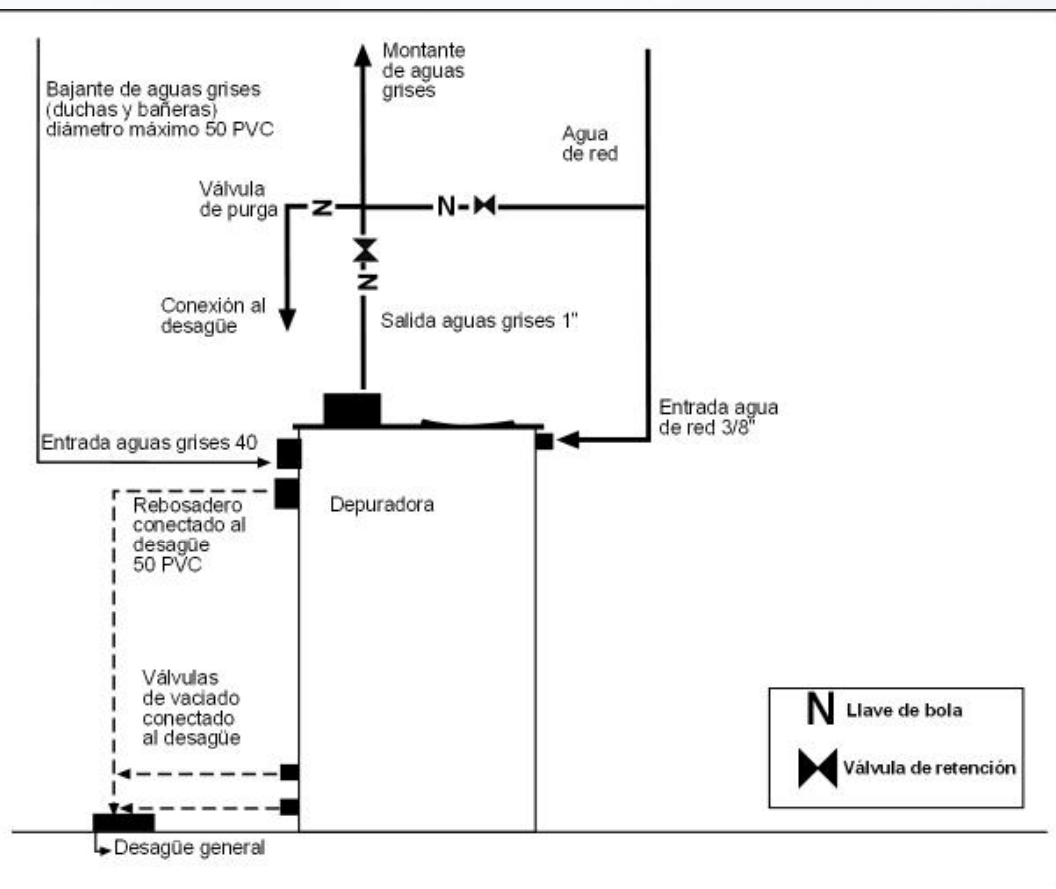 Bajante de aguas grises
(duchas y bañeras)
diámetro máximo 50 PVC
Montante
de aguas
grises
Agua
de red
Válvula
de purga
N
N
N
Conexión al
desagüe
Salida aguas grises 1"
Entrada agua
de red 3/8"
Entrada aguas grises 40
Rebosadero
conectado al
desagüe
50 PVC
Depuradora
Válvulas
de vaciado
conectado
al desagüe
N Llave de bola
Válvula de retención
Desagüe general